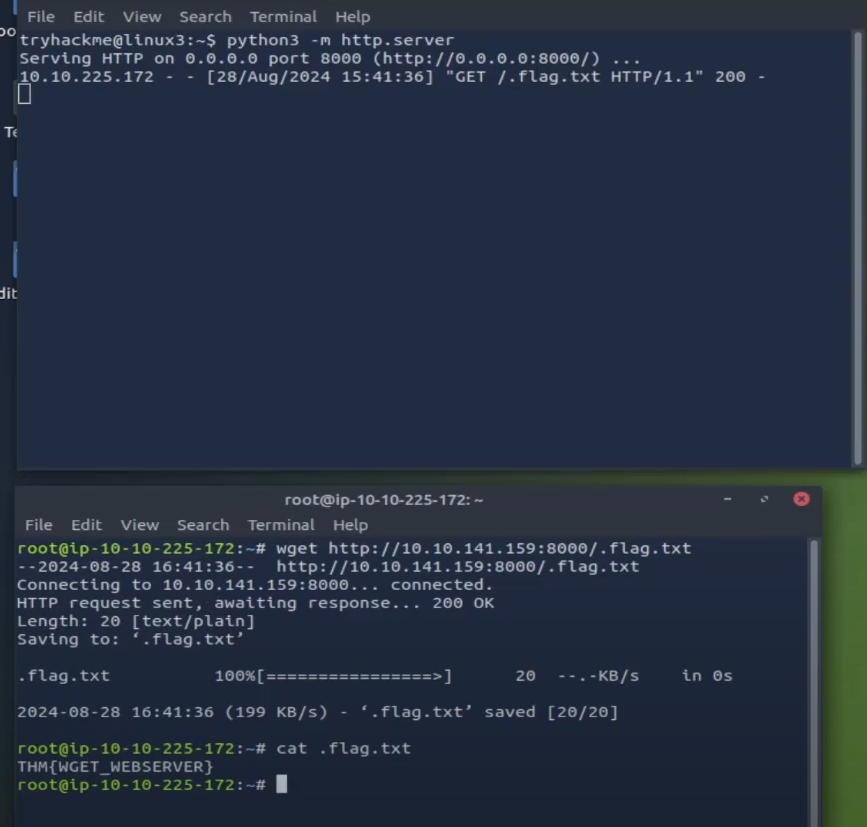 File Edit View Search Terminal Help
tryhackme@linux3:~$ python3 -m http.server
Serving HTTP on 0.0.0.0 port 8000 (http://0.0.0.0:8000/) ...
10.10.225.172 - - [28/Aug/2024 15:41:36] "GET /.flag.txt HTTP/1.1" 200 -
root@ip-10-10-225-172: ~
File Edit View Search Terminal Help
root@ip-10-10-225-172:~# wget http://10.10.141.159:8000/.flag.txt
--2024-08-28 16:41:36--  http://10.10.141.159:8000/.flag.txt
Connecting to 10.10.141.159:8000... connected.
HTTP request sent, awaiting response... 200 OK
Length: 20 [text/plain]
Saving to: ‘.flag.txt’
.flag.txt 100%[================>] 20 --.-KB/s in 0s
2024-08-28 16:41:36 (199 KB/s) - ‘.flag.txt’ saved [20/20]
root@ip-10-10-225-172:~# cat .flag.txt
THM{WGET_WEBSERVER}
root@ip-10-10-225-172:~#